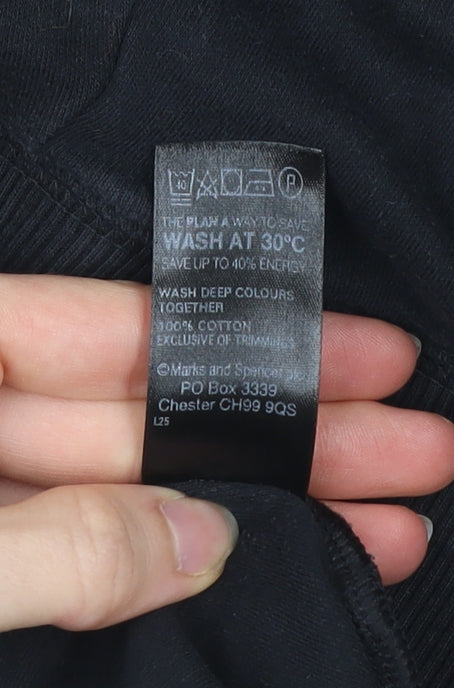 40 P
THE PLAN A WAY TO SAVE
WASH AT 30°C
SAVE UP TO 40% ENERGY
WASH DEEP COLOURS
TOGETHER
100% COTTON
EXCLUSIVE OF TRIMMINGS
©Marks and Spencer plc
PO Box 3339
Chester CH99 9QS
L25